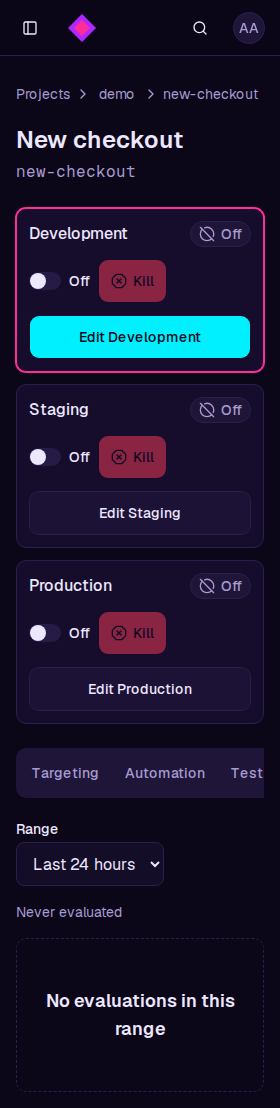 AA
Projects > demo > new-checkout
New checkout
new-checkout
Development
Off
Off
Kill
Edit Development
Staging
Off
Off
Kill
Edit Staging
Production
Off
Off
Kill
Edit Production
Targeting Automation Test
Range
Last 24 hours
Never evaluated
No evaluations in this
range